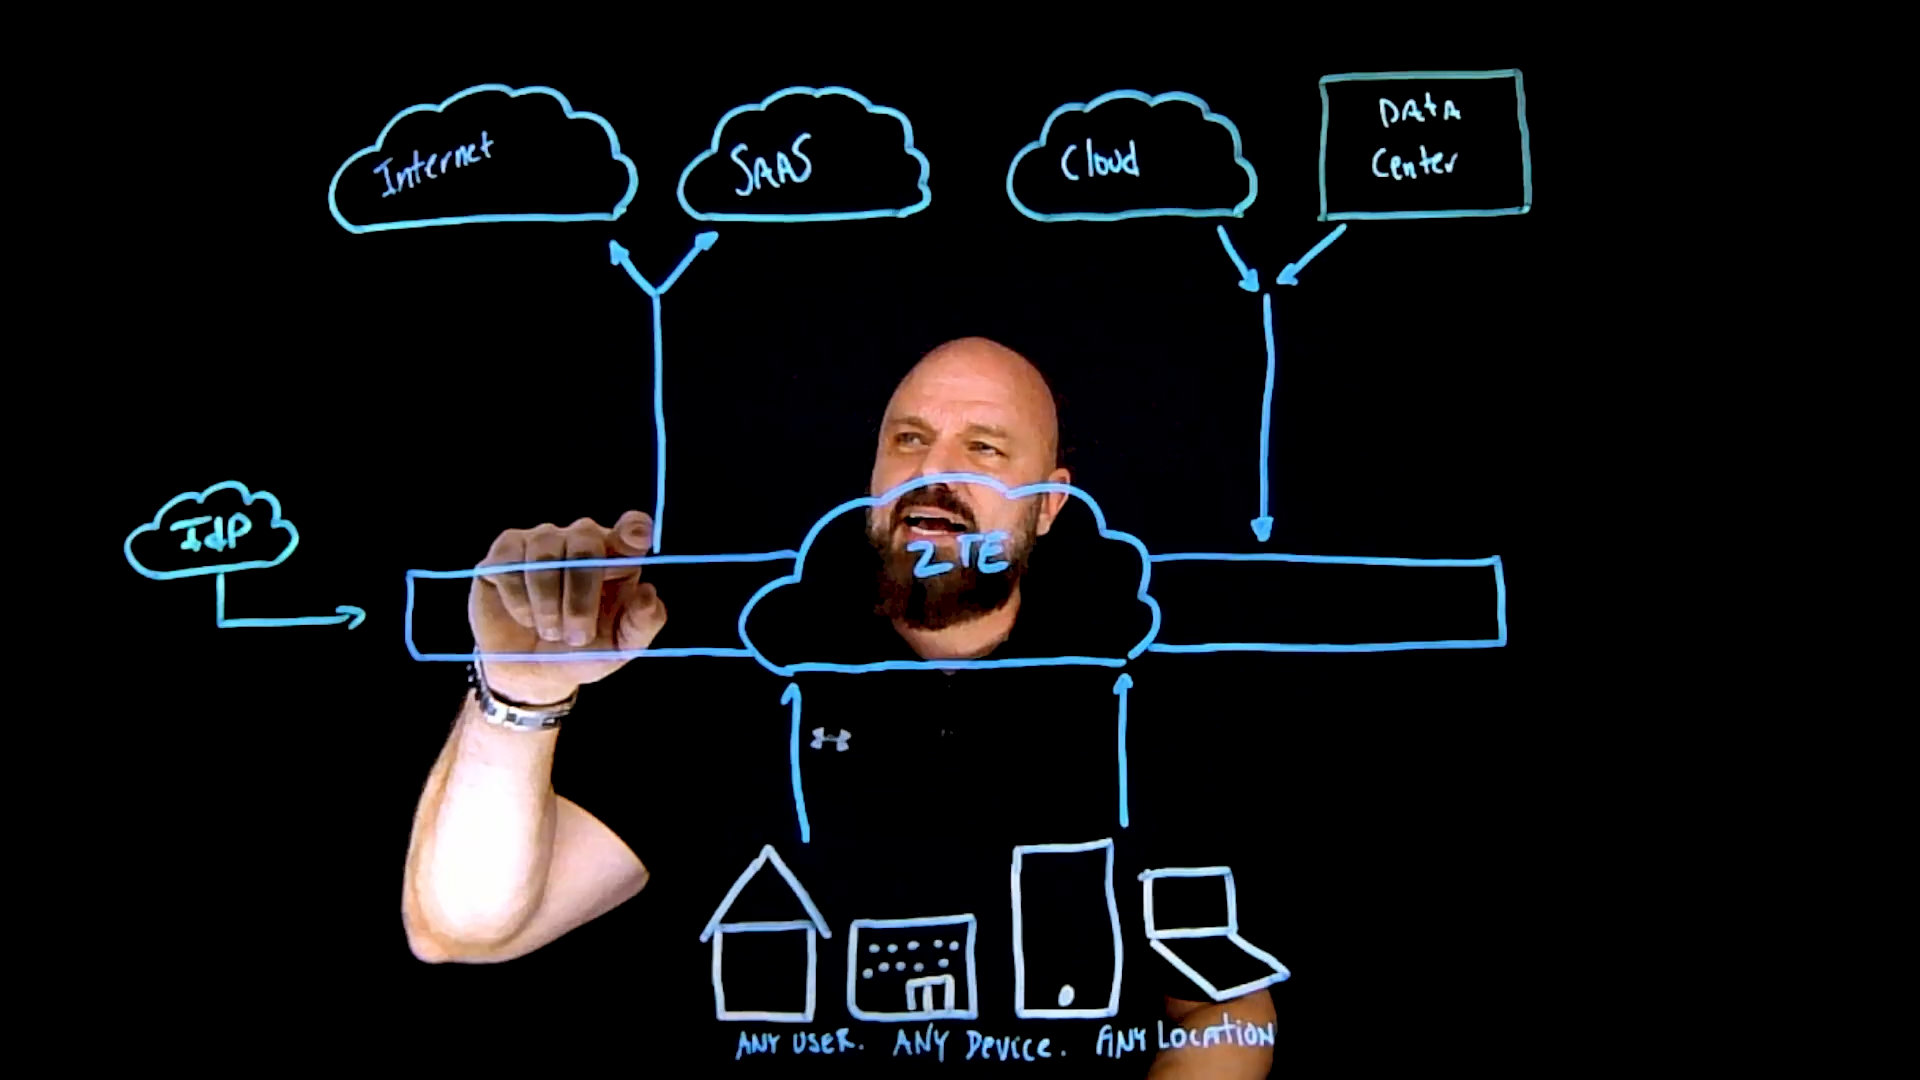 Internet
SAAS
Cloud
DAtA
Center
IdP
ZTE
ANY USER. ANY DEVICE. ANY LOCATION